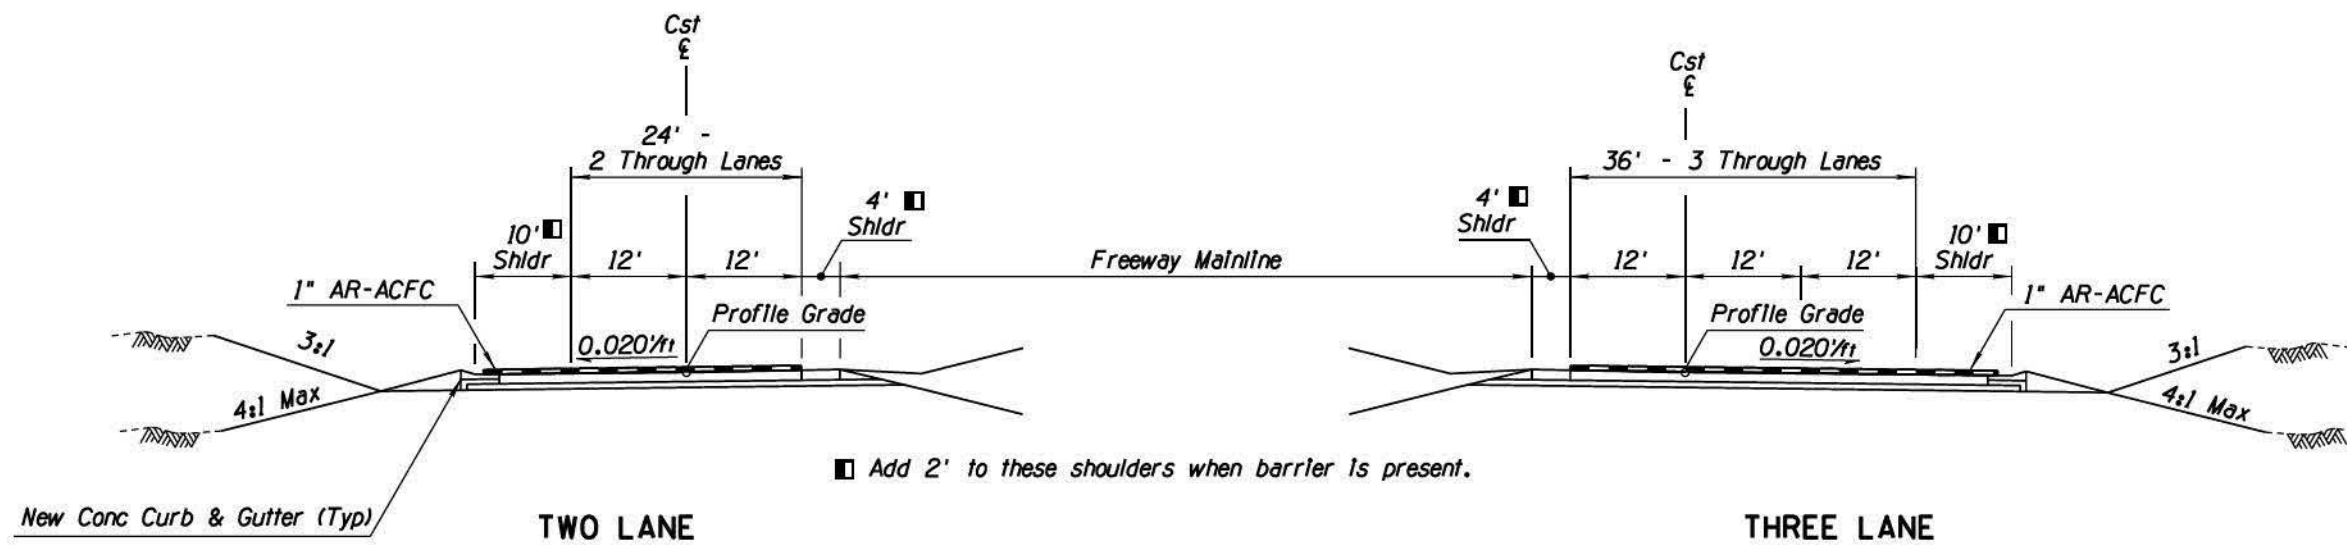 Cst
℄
24' -
2 Through Lanes
4' ◧
Shldr
10' ◧
Shldr
12'
12'
1" AR-ACFC
Profile Grade
0.020'/ft
3:1
4:1 Max
New Conc Curb & Gutter (Typ)
TWO LANE
Freeway Mainline
◧ Add 2' to these shoulders when barrier is present.
Cst
℄
36' - 3 Through Lanes
4' ◧
Shldr
12'
12'
12'
10' ◧
Shldr
1" AR-ACFC
Profile Grade
0.020'/ft
3:1
4:1 Max
THREE LANE